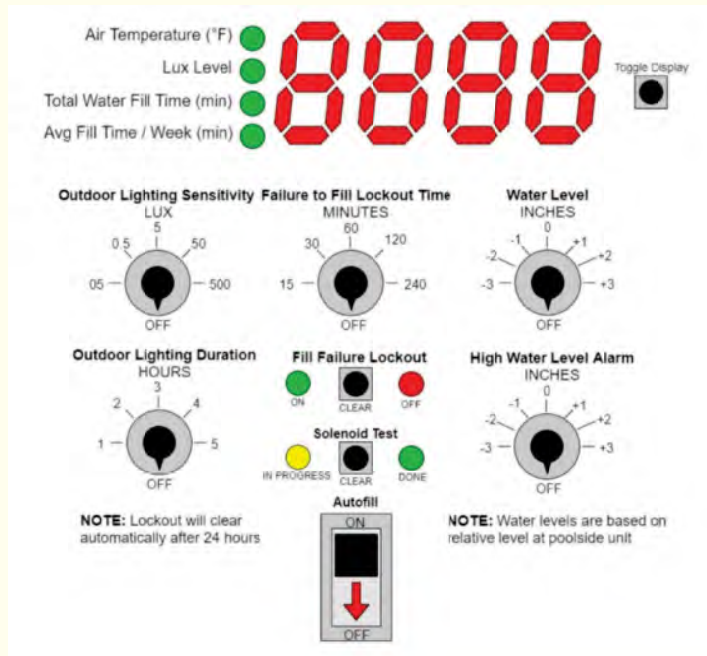 Air Temperature (°F)
Lux Level
Total Water Fill Time (min)
Avg Fill Time / Week (min)
8888
Toggle Display
Outdoor Lighting Sensitivity
LUX
05
0.5
5
50
500
OFF
Failure to Fill Lockout Time
MINUTES
15
30
60
120
240
OFF
Water Level
INCHES
-3
-2
-1
0
+1
+2
+3
OFF
Outdoor Lighting Duration
HOURS
1
2
3
4
5
OFF
Fill Failure Lockout
ON
CLEAR
OFF
Solenoid Test
IN PROGRESS
CLEAR
DONE
High Water Level Alarm
INCHES
-3
-2
-1
0
+1
+2
+3
OFF
NOTE: Lockout will clear
automatically after 24 hours
Autofill
ON
OFF
NOTE: Water levels are based on
relative level at poolside unit